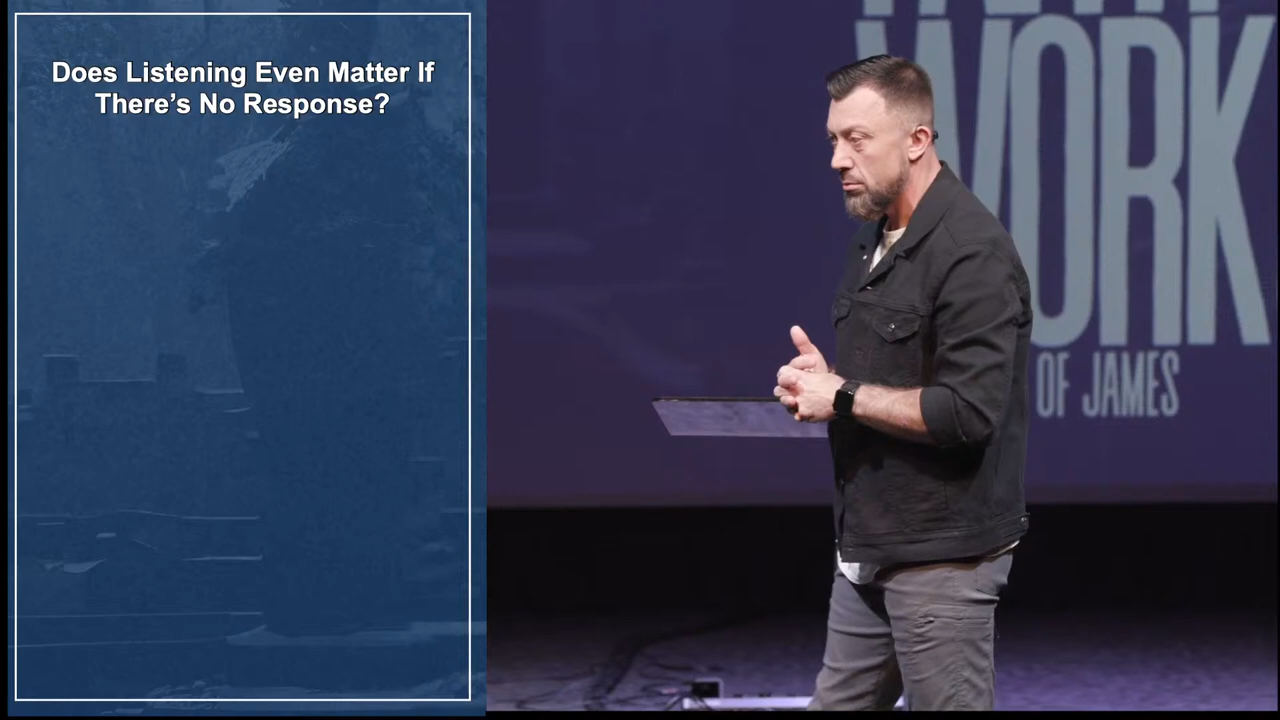 Does Listening Even Matter If
There’s No Response?
WORK
OF JAMES